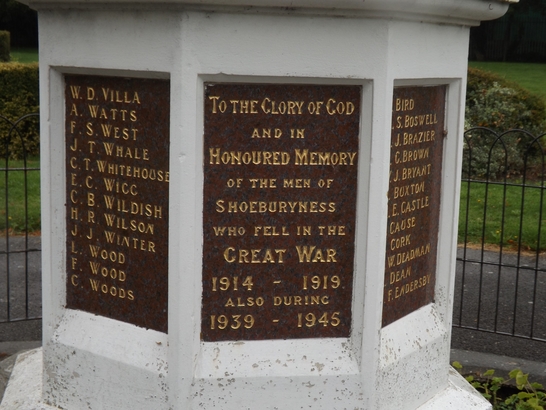 W. D. VILLA
A. WATTS
F. S. WEST
J. T. WHALE
C. T. WHITEHOUSE
E. C. WIGG
C. B. WILDISH
H. R. WILSON
J. J. WINTER
L. WOOD
F. WOOD
C. WOODS
TO THE GLORY OF GOD
AND IN
HONOURED MEMORY
OF THE MEN OF
SHOEBURYNESS
WHO FELL IN THE
GREAT WAR
1914 - 1919
ALSO DURING
1939 - 1945
BIRD
S. BOSWELL
J. BRAZIER
C. BROWN
J. BRYANT
BUXTON
E. CASTLE
CAUSE
CORK
W. DEADMAN
DEAN
F. ENDERSBY